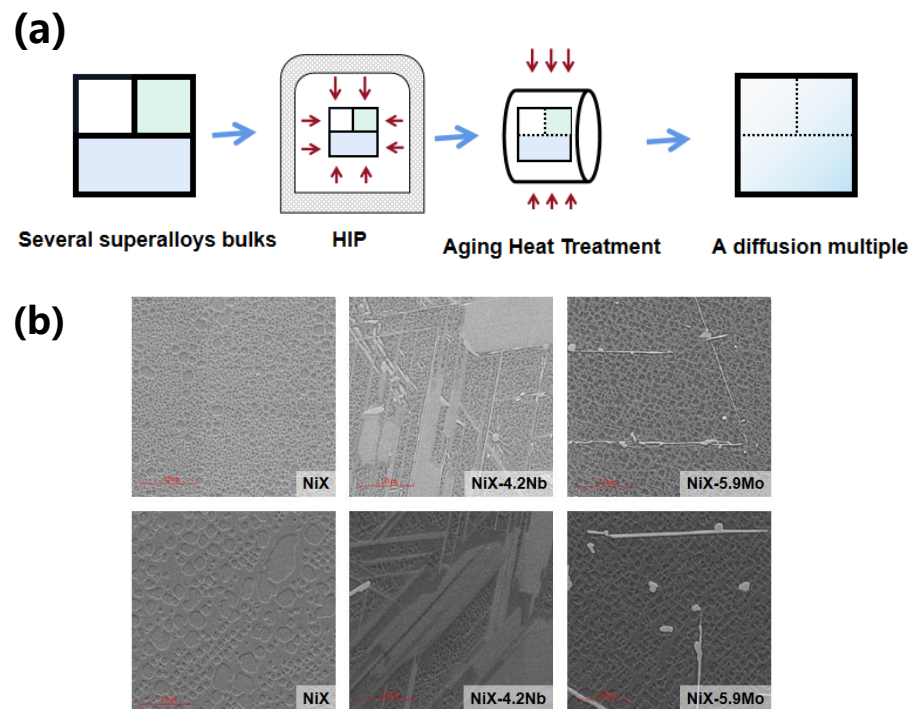 (a)
Several superalloys bulks
HIP
Aging Heat Treatment
A diffusion multiple
(b)
NiX
NiX-4.2Nb
NiX-5.9Mo
NiX
NiX-4.2Nb
NiX-5.9Mo